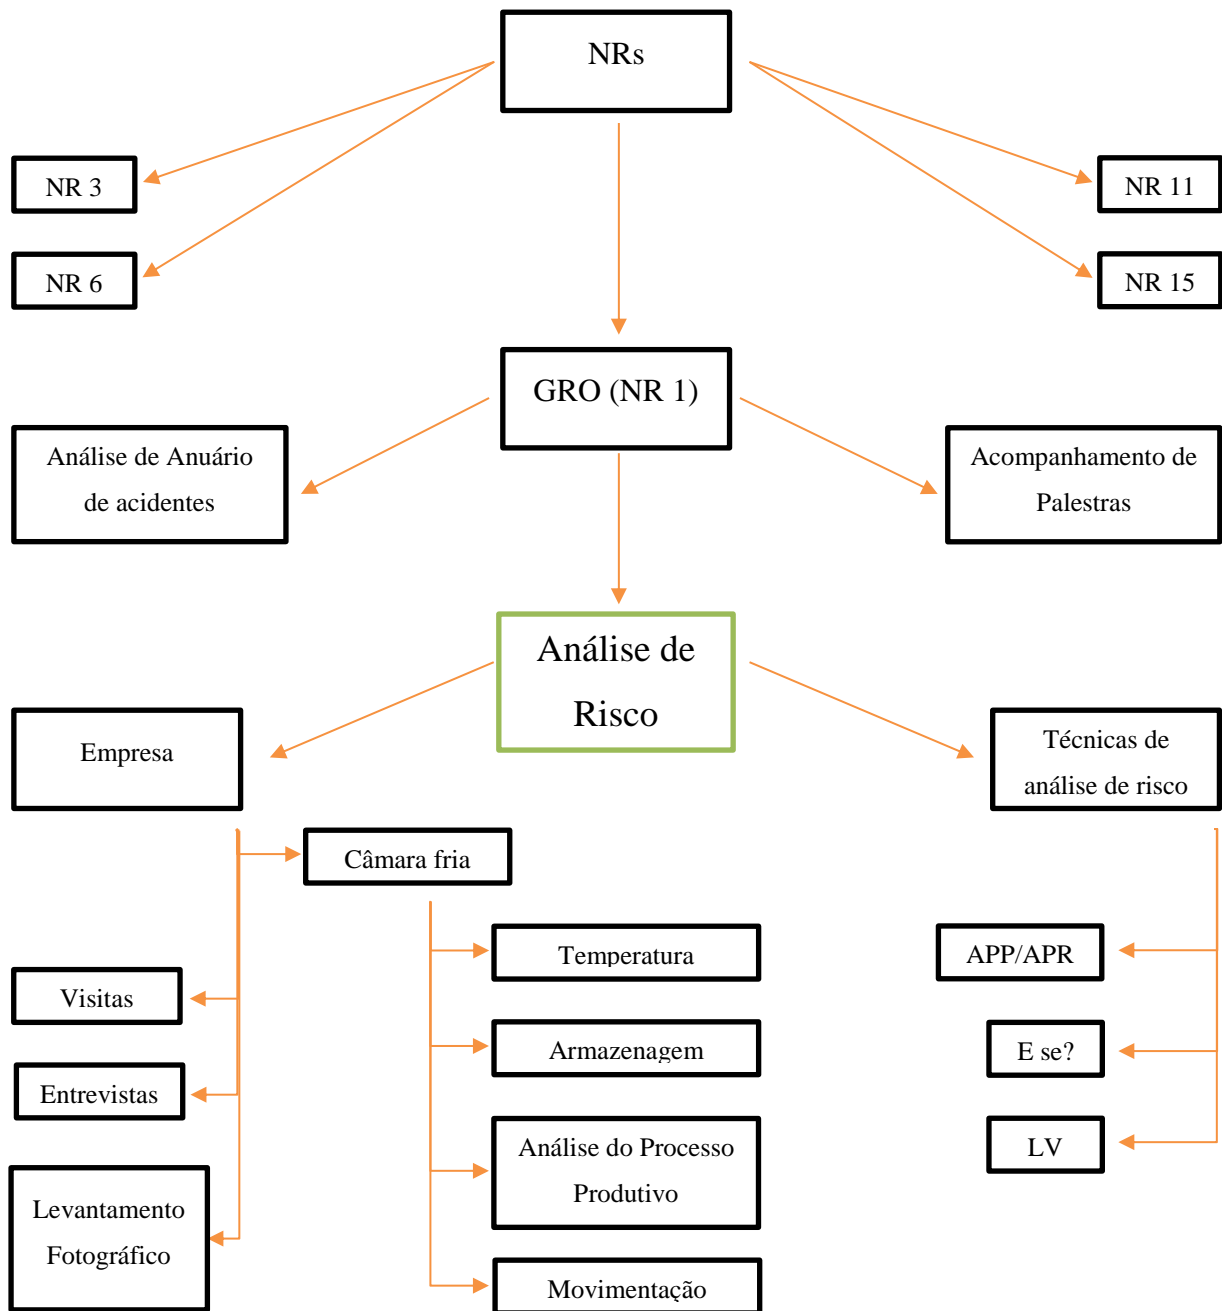 NRs
NR 3
NR 11
NR 6
NR 15
GRO (NR 1)
Análise de Anuário
de acidentes
Acompanhamento de
Palestras
Análise de
Risco
Empresa
Técnicas de
análise de risco
Câmara fria
Temperatura
APP/APR
Visitas
Armazenagem
E se?
Entrevistas
Análise do Processo
Produtivo
LV
Levantamento
Fotográfico
Movimentação